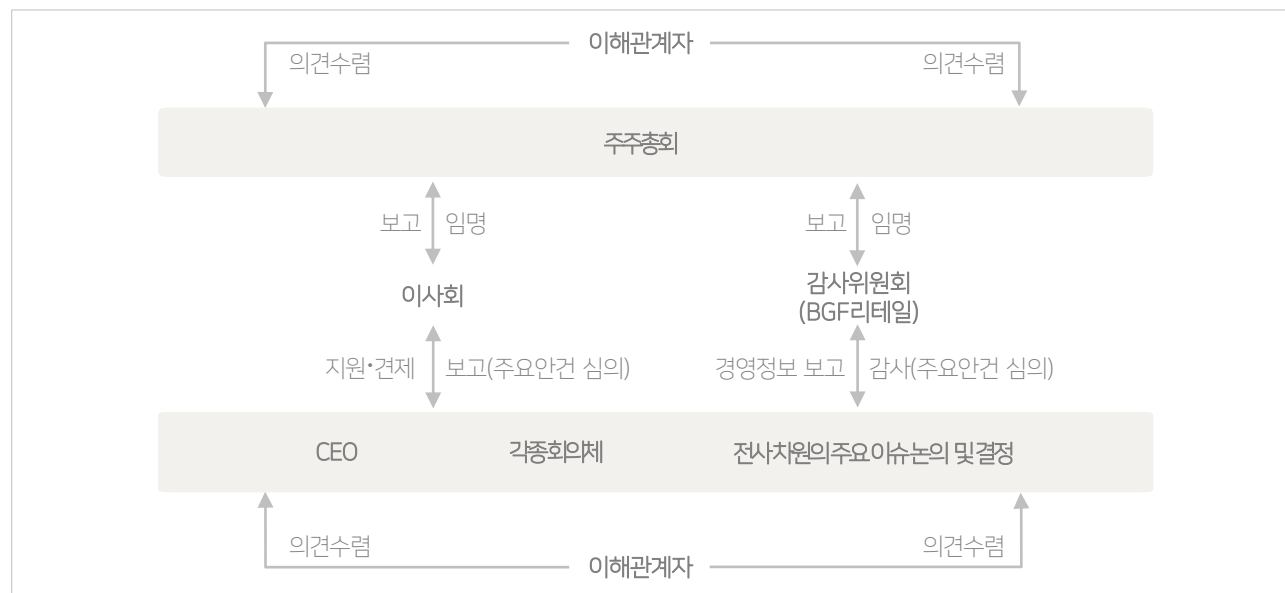 이해관계자
의견수렴 의견수렴
주주총회
보고 임명 보고 임명
이사회
감사위원회
(BGF리테일)
지원·견제 보고(주요안건 심의) 경영정보 보고 감사(주요안건 심의)
CEO 각종회의체 전사차원의주요이슈논의 및결정
의견수렴 의견수렴
이해관계자